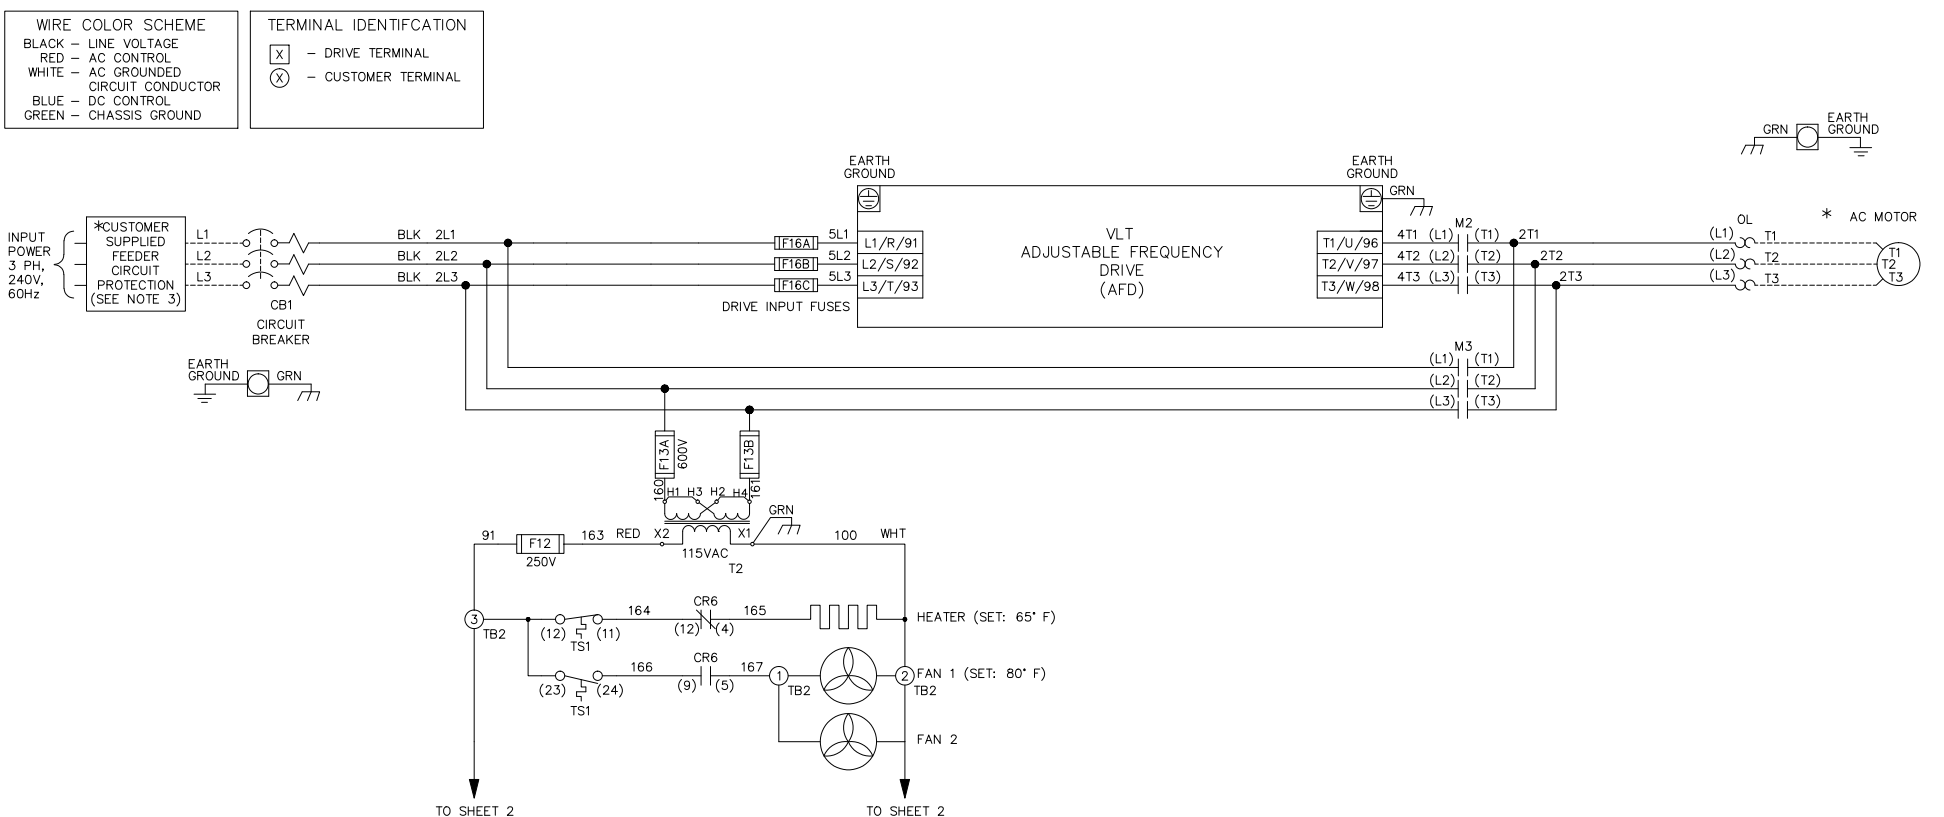 WIRE COLOR SCHEME
BLACK – LINE VOLTAGE
RED – AC CONTROL
WHITE – AC GROUNDED
CIRCUIT CONDUCTOR
BLUE – DC CONTROL
GREEN – CHASSIS GROUND
TERMINAL IDENTIFCATION
X – DRIVE TERMINAL
X – CUSTOMER TERMINAL
GRN
EARTH
GROUND
INPUT
POWER
3 PH,
240V,
60Hz
*CUSTOMER
SUPPLIED
FEEDER
CIRCUIT
PROTECTION
(SEE NOTE 3)
L1
L2
L3
CB1
CIRCUIT
BREAKER
EARTH
GROUND
GRN
BLK 2L1
BLK 2L2
BLK 2L3
F16A
F16B
F16C
5L1
5L2
5L3
DRIVE INPUT FUSES
EARTH
GROUND
L1/R/91
L2/S/92
L3/T/93
VLT
ADJUSTABLE FREQUENCY
DRIVE
(AFD)
EARTH
GROUND
GRN
T1/U/96
T2/V/97
T3/W/98
M2
4T1 (L1) (T1) 2T1
4T2 (L2) (T2) 2T2
4T3 (L3) (T3) 2T3
OL
(L1) T1
(L2) T2
(L3) T3
* AC MOTOR
T1
T2
T3
M3
(L1) (T1)
(L2) (T2)
(L3) (T3)
F13A
600V
F13B
160
161
H1 H3 H2 H4
GRN
91
F12
250V
163 RED X2
X1
100 WHT
115VAC
T2
3
TB2
(12) (11)
TS1
164
CR6
(12) (4)
165
HEATER (SET: 65° F)
(23) (24)
TS1
166
CR6
(9) (5)
167
1
TB2
2
TB2
FAN 1 (SET: 80° F)
FAN 2
TO SHEET 2
TO SHEET 2